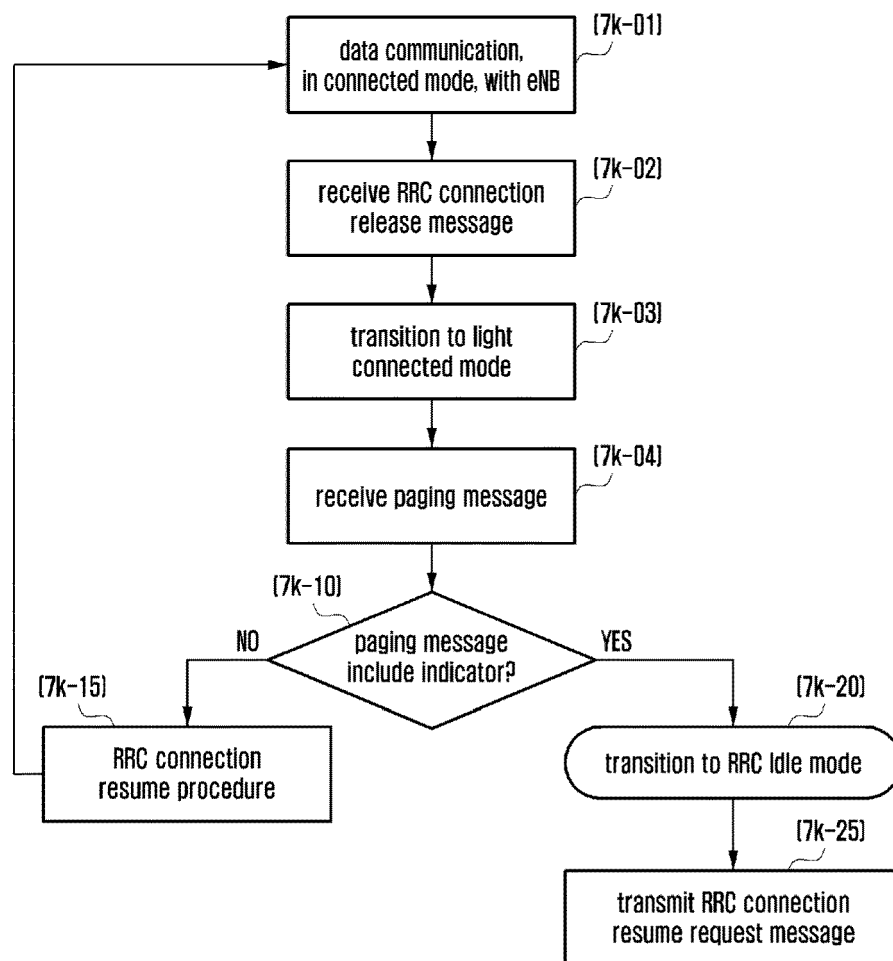 (7k-01)
data communication,
in connected mode, with eNB
(7k-02)
receive RRC connection
release message
(7k-03)
transition to light
connected mode
(7k-04)
receive paging message
(7k-10)
NO
paging message
include indicator?
YES
(7k-15)
RRC connection
resume procedure
(7k-20)
transition to RRC Idle mode
(7k-25)
transmit RRC connection
resume request message